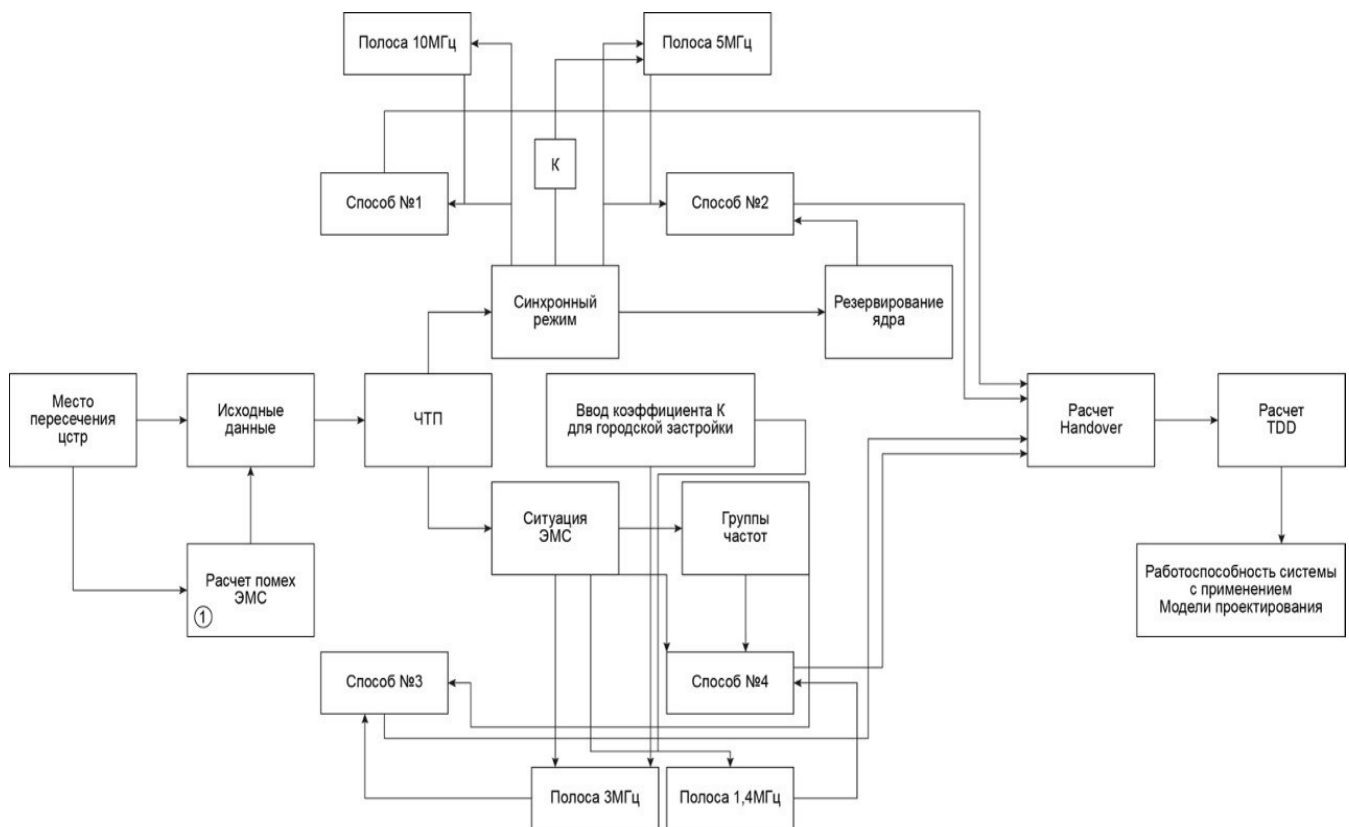 Полоса 10МГц
Полоса 5МГц
К
Способ №1
Способ №2
Синхронный
режим
Резервирование
ядра
Место
пересечения
цстр
Исходные
данные
ЧТП
Ввод коэффициента К
для городской застройки
Расчет
Handover
Расчет
TDD
Ситуация
ЭМС
Группы
частот
Расчет помех
ЭМС
1
Работоспособность системы
с применением
Модели проектирования
Способ №3
Способ №4
Полоса 3МГц
Полоса 1,4МГц